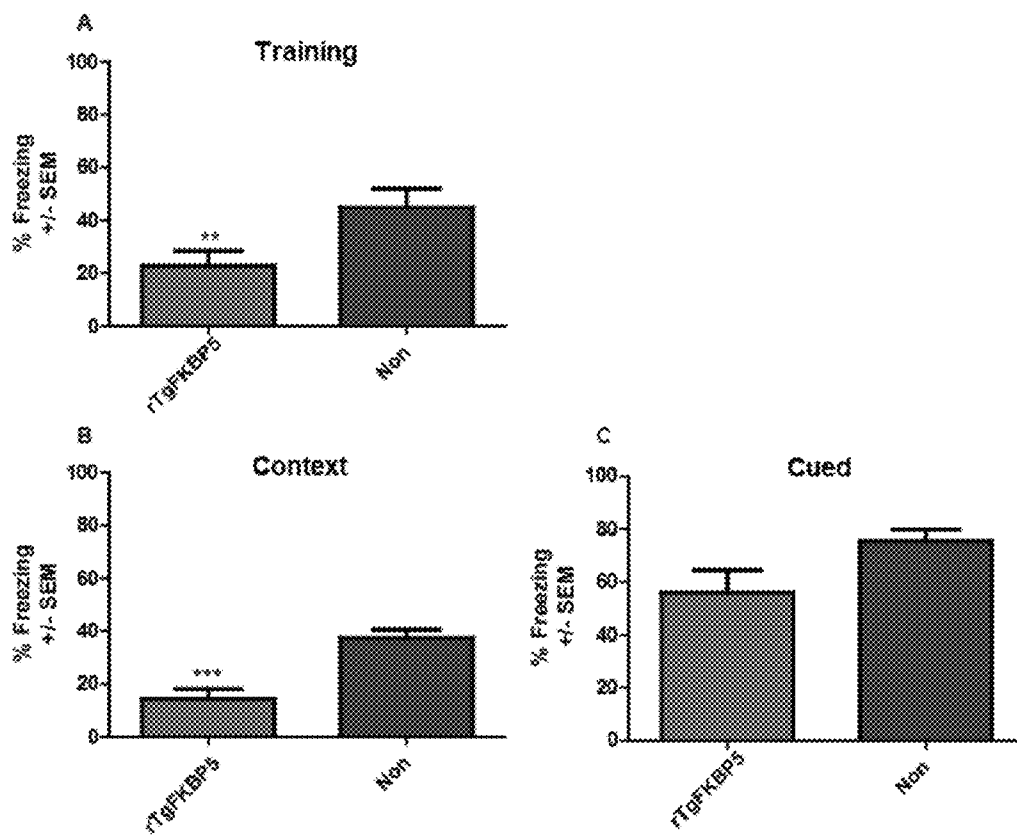 A
Training
% Freezing
+/- SEM
100
80
60
40
20
0
**
rTgFKBP5
Non
B
Context
% Freezing
+/- SEM
100
80
60
40
20
0
***
rTgFKBP5
Non
C
Cued
% Freezing
+/- SEM
100
80
60
40
20
0
rTgFKBP5
Non